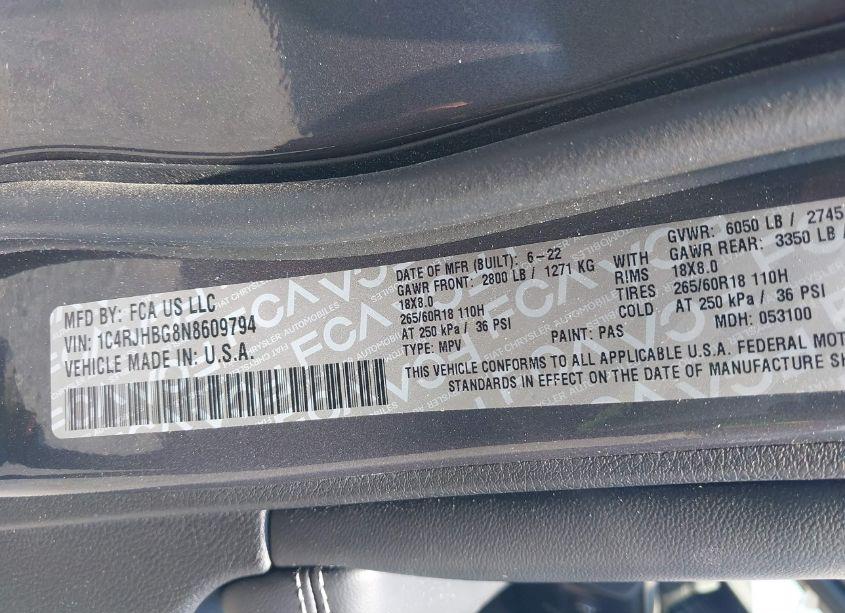 MFD BY: FCA US LLC
VIN: 1C4RJHBG8N8609794
VEHICLE MADE IN U.S.A.
DATE OF MFR (BUILT): 6-22
GAWR FRONT: 2800 LB / 1271 KG WITH
18X8.0 RIMS
265/60R18 110H TIRES
AT 250 kPa / 36 PSI COLD
TYPE: MPV PAINT: PAS
GVWR: 6050 LB / 2745
GAWR REAR: 3350 LB /
18X8.0
265/60R18 110H
AT 250 kPa / 36 PSI
MDH: 053100
THIS VEHICLE CONFORMS TO ALL APPLICABLE U.S.A. FEDERAL MOTOR
STANDARDS IN EFFECT ON THE DATE OF MANUFACTURE SH
FCA
CHRYSLER AUTOMOBILES